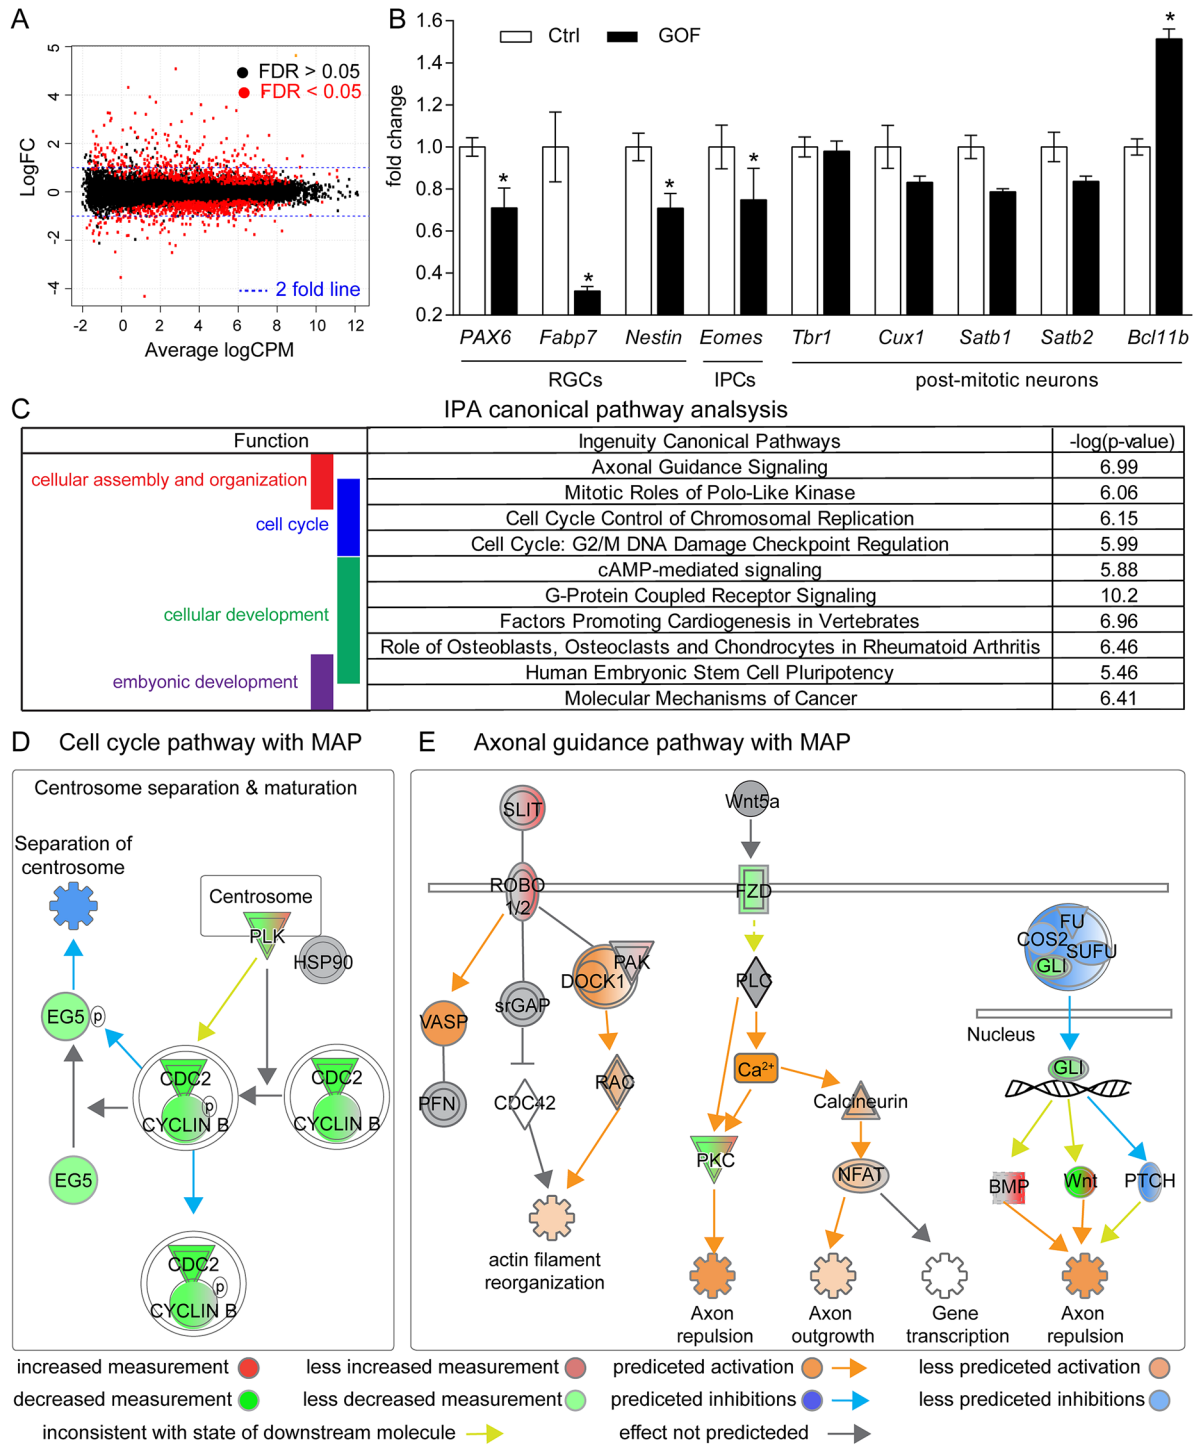 A
LogFC
5
4
2
0
-2
-4
FDR > 0.05
FDR < 0.05
2 fold line
-2 0 2 4 6 8 10 12
Average logCPM
B
fold change
1.6
1.4
1.2
1.0
0.8
0.6
0.4
0.2
Ctrl GOF
* * * * *
PAX6 Fabp7 Nestin Eomes Tbr1 Cux1 Satb1 Satb2 Bcl11b
RGCs IPCs post-mitotic neurons
C IPA canonical pathway analsysis
Function Ingenuity Canonical Pathways -log(p-value)
cellular assembly and organization
cell cycle
cellular development
embyonic development
Axonal Guidance Signaling 6.99
Mitotic Roles of Polo-Like Kinase 6.06
Cell Cycle Control of Chromosomal Replication 6.15
Cell Cycle: G2/M DNA Damage Checkpoint Regulation 5.99
cAMP-mediated signaling 5.88
G-Protein Coupled Receptor Signaling 10.2
Factors Promoting Cardiogenesis in Vertebrates 6.96
Role of Osteoblasts, Osteoclasts and Chondrocytes in Rheumatoid Arthritis 6.46
Human Embryonic Stem Cell Pluripotency 5.46
Molecular Mechanisms of Cancer 6.41
D Cell cycle pathway with MAP
Centrosome separation & maturation
Separation of
centrosome
Centrosome
PLK
HSP90
EG5 p
CDC2
p
CYCLIN B
CDC2
CYCLIN B
EG5
CDC2
p
CYCLIN B
E Axonal guidance pathway with MAP
SLIT
ROBO
1/2
VASP
PFN
srGAP
CDC42
DOCK1
PAK
RAC
actin filament
reorganization
Wnt5a
FZD
PLC
Ca2+
PKC
Calcineurin
NFAT
Axon
repulsion
Axon
outgrowth
Gene
transcription
FU
COS2
SUFU
GLI
Nucleus
GLI
BMP
Wnt
PTCH
Axon
repulsion
increased measurement less increased measurement prediceted activation less prediceted activation
decreased measurement less decreased measurement prediceted inhibitions less prediceted inhibitions
inconsistent with state of downstream molecule effect not predicteded